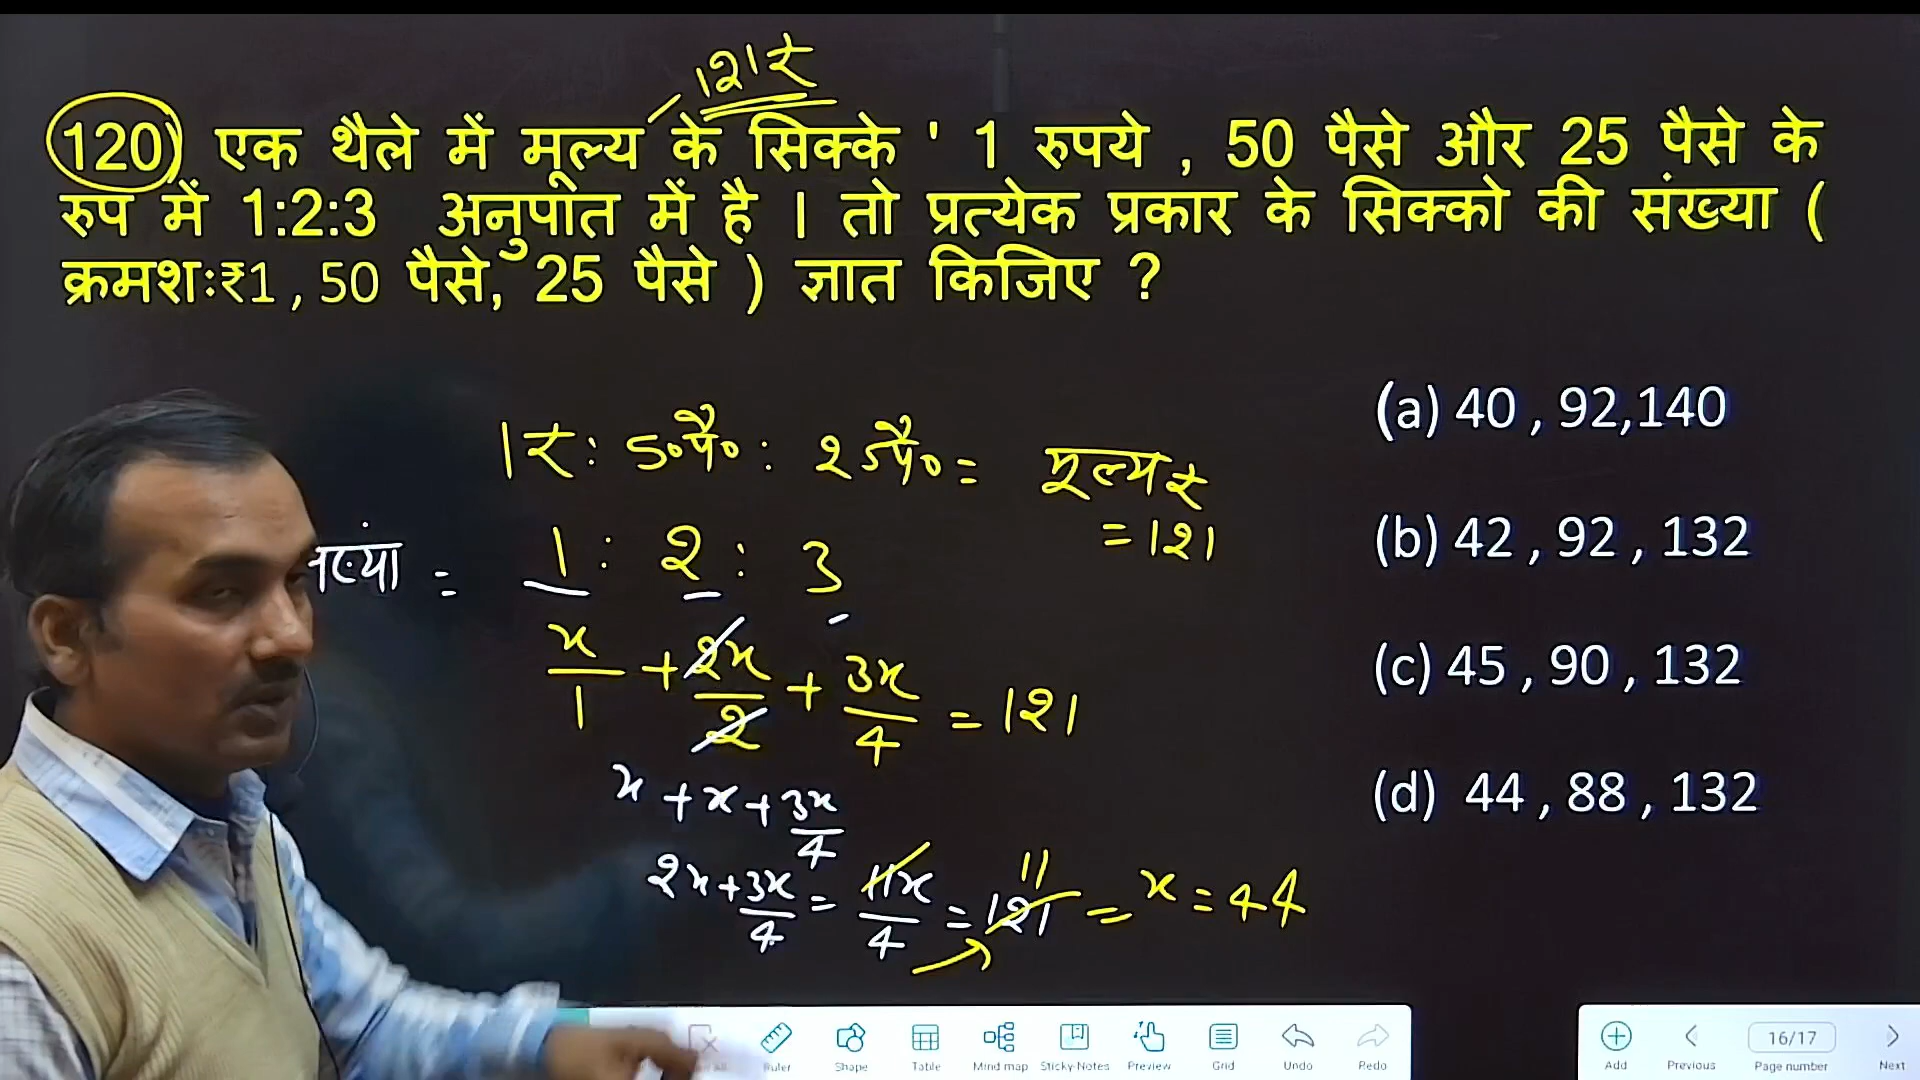 121₹
120) एक थैले में मूल्य के सिक्के ' 1 रुपये , 50 पैसे और 25 पैसे के
रुप में 1:2:3 अनुपात में है । तो प्रत्येक प्रकार के सिक्को की संख्या (
क्रमशः₹1 , 50 पैसे, 25 पैसे ) ज्ञात किजिए ?
(a) 40 , 92,140
1₹ : 50पै० : 25पै० = मूल्य ₹
= 121
(b) 42 , 92 , 132
= 1 : 2 : 3
(c) 45 , 90 , 132
x/1 + 2x/2 + 3x/4 = 121
(d) 44 , 88 , 132
x + x + 3x/4
2x + 3x/4 = 11x/4 = 121 = x = 44
11
Ruler Shape Table Mind map Sticky Notes Preview Grid Undo Redo
Add Previous 16/17 Page number Next